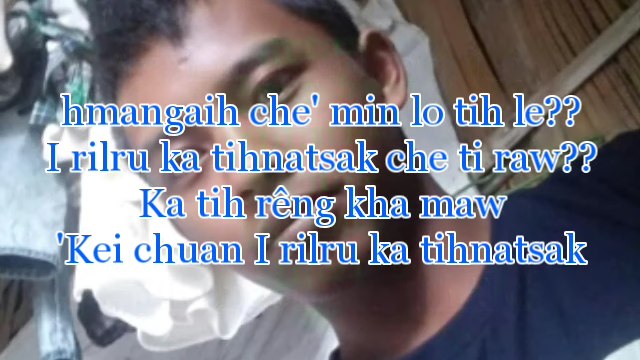 hmangaih che' min lo tih le??
I rilru ka tihnatsak che ti raw??
Ka tih rêng kha maw
'Kei chuan I rilru ka tihnatsak